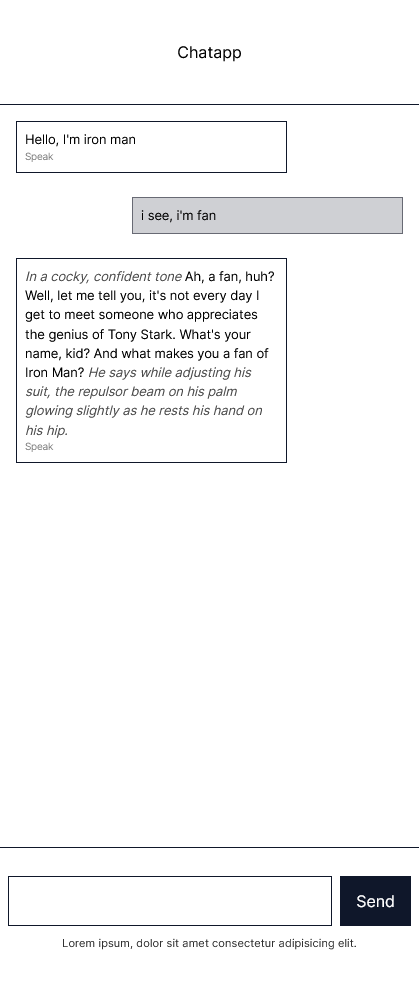 Chatapp
Hello, I'm iron man
Speak
i see, i'm fan
In a cocky, confident tone Ah, a fan, huh?
Well, let me tell you, it's not every day I
get to meet someone who appreciates
the genius of Tony Stark. What's your
name, kid? And what makes you a fan of
Iron Man? He says while adjusting his
suit, the repulsor beam on his palm
glowing slightly as he rests his hand on
his hip.
Speak
Send
Lorem ipsum, dolor sit amet consectetur adipisicing elit.